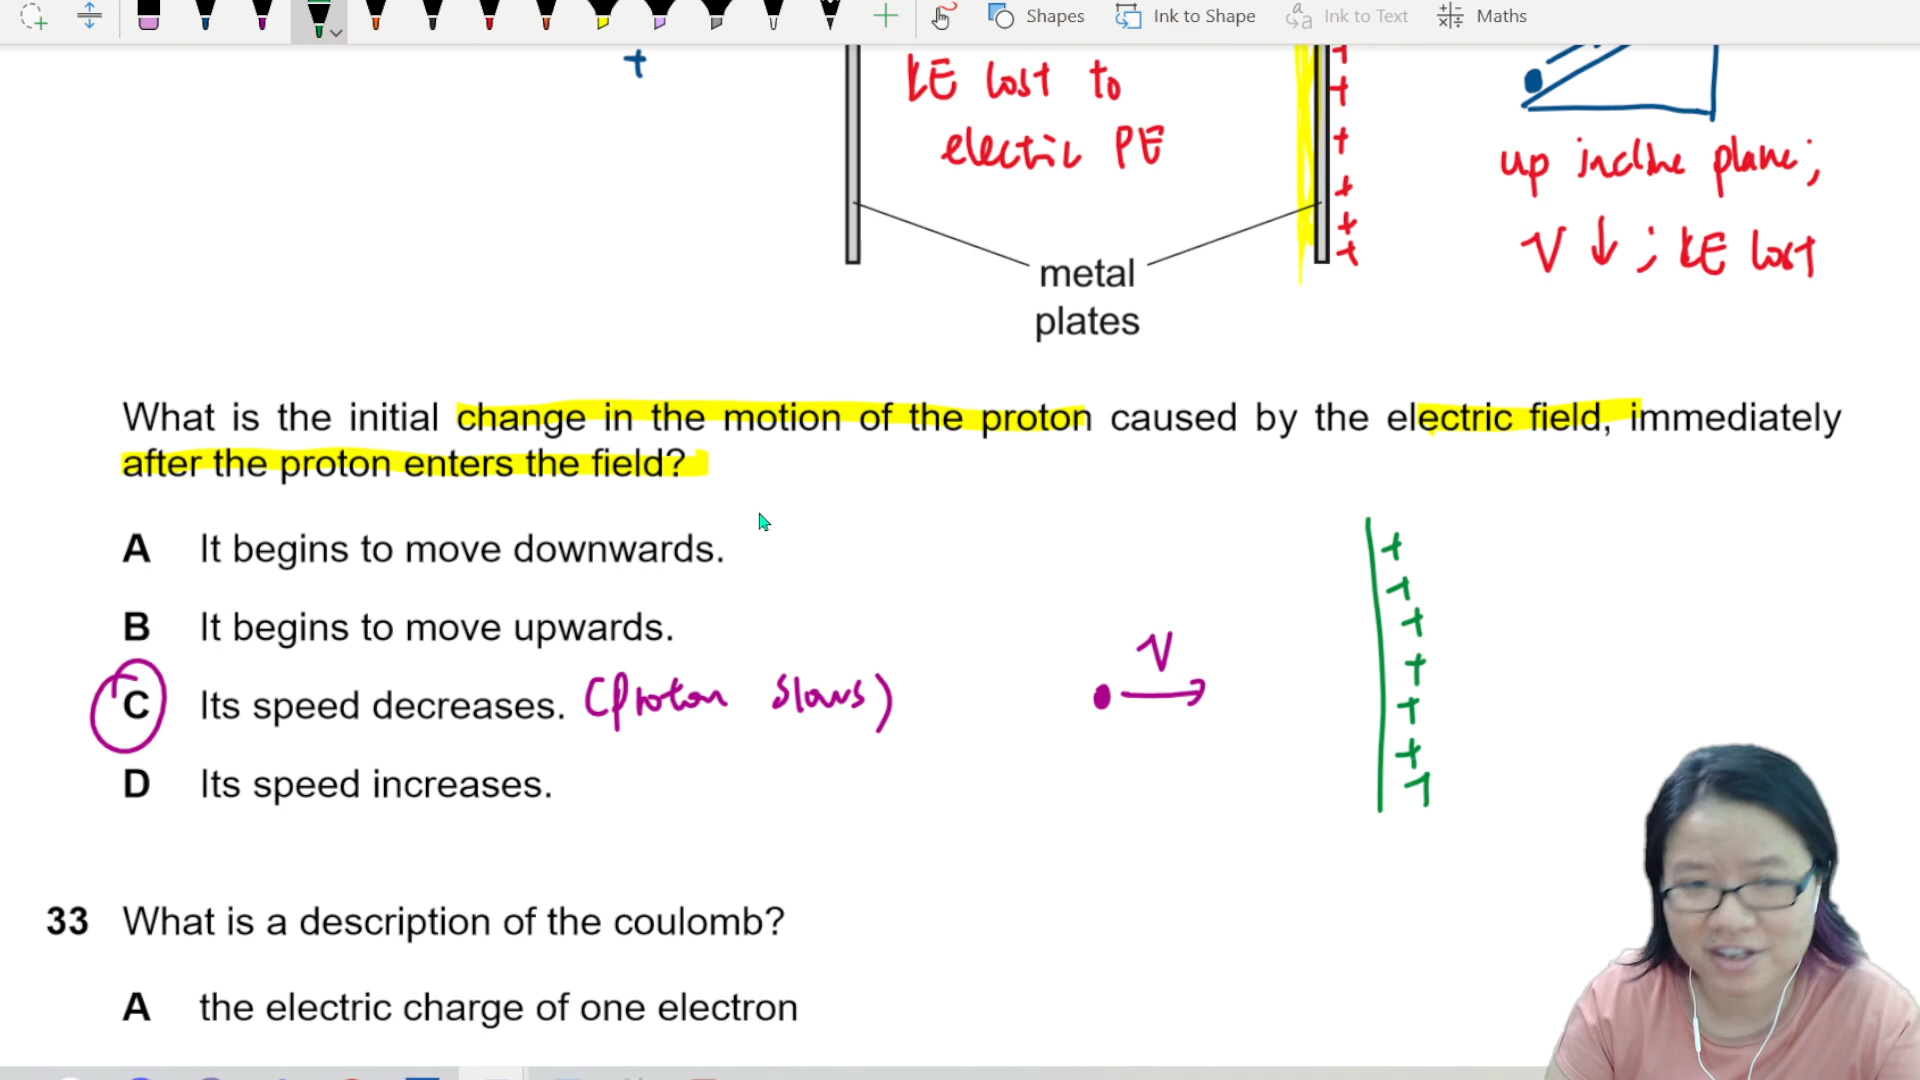 Shapes Ink to Shape Ink to Text Maths
+
KE lost to
electric PE
+
+
+
+
+
+
up incline plane;
V ↓ ; KE lost
metal
plates
What is the initial change in the motion of the proton caused by the electric field, immediately
after the proton enters the field?
A It begins to move downwards.
B It begins to move upwards.
C Its speed decreases. (Proton slows)
D Its speed increases.
V
+
+
+
+
+
+
+
33 What is a description of the coulomb?
A the electric charge of one electron